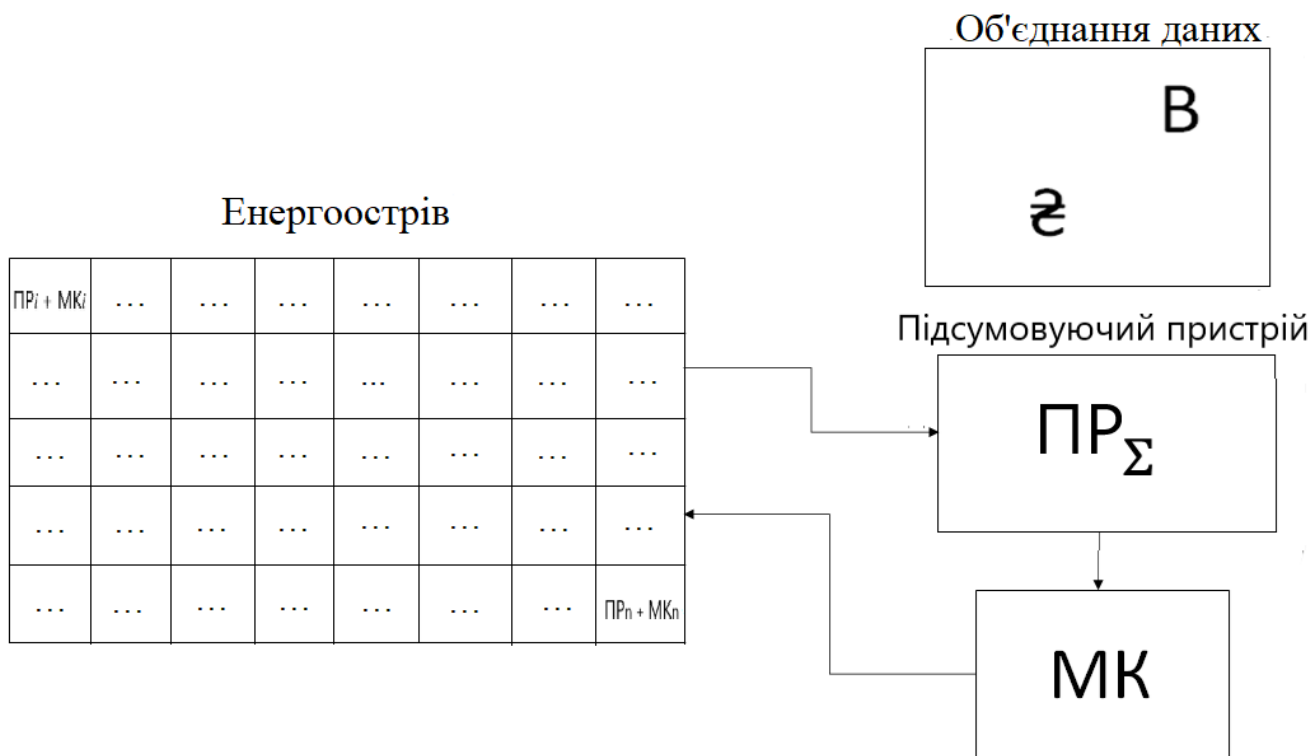 Об'єднання даних
В
₴
Енергоострів
ПРi + МКi ... ... ... ... ... ... ...
... ... ... ... ... ... ... ...
... ... ... ... ... ... ... ...
... ... ... ... ... ... ... ...
... ... ... ... ... ... ... ПРn + МКn
Підсумовуючий пристрій
ПРΣ
МК